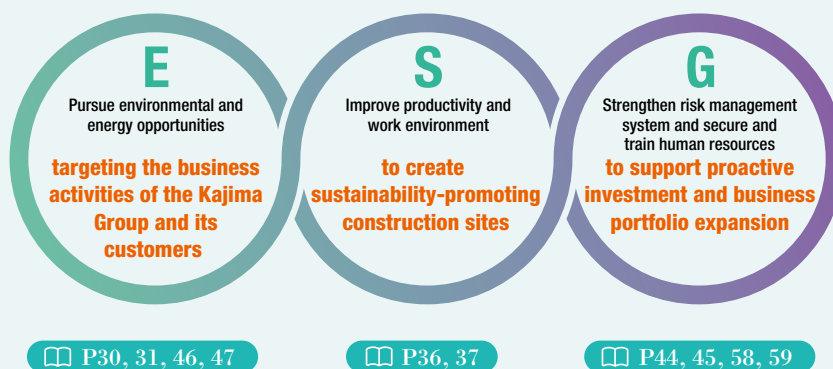 E
Pursue environmental and
energy opportunities
targeting the business
activities of the Kajima
Group and its
customers
P30, 31, 46, 47
S
Improve productivity and
work environment
to create
sustainability-promoting
construction sites
P36, 37
G
Strengthen risk management
system and secure and
train human resources
to support proactive
investment and business
portfolio expansion
P44, 45, 58, 59